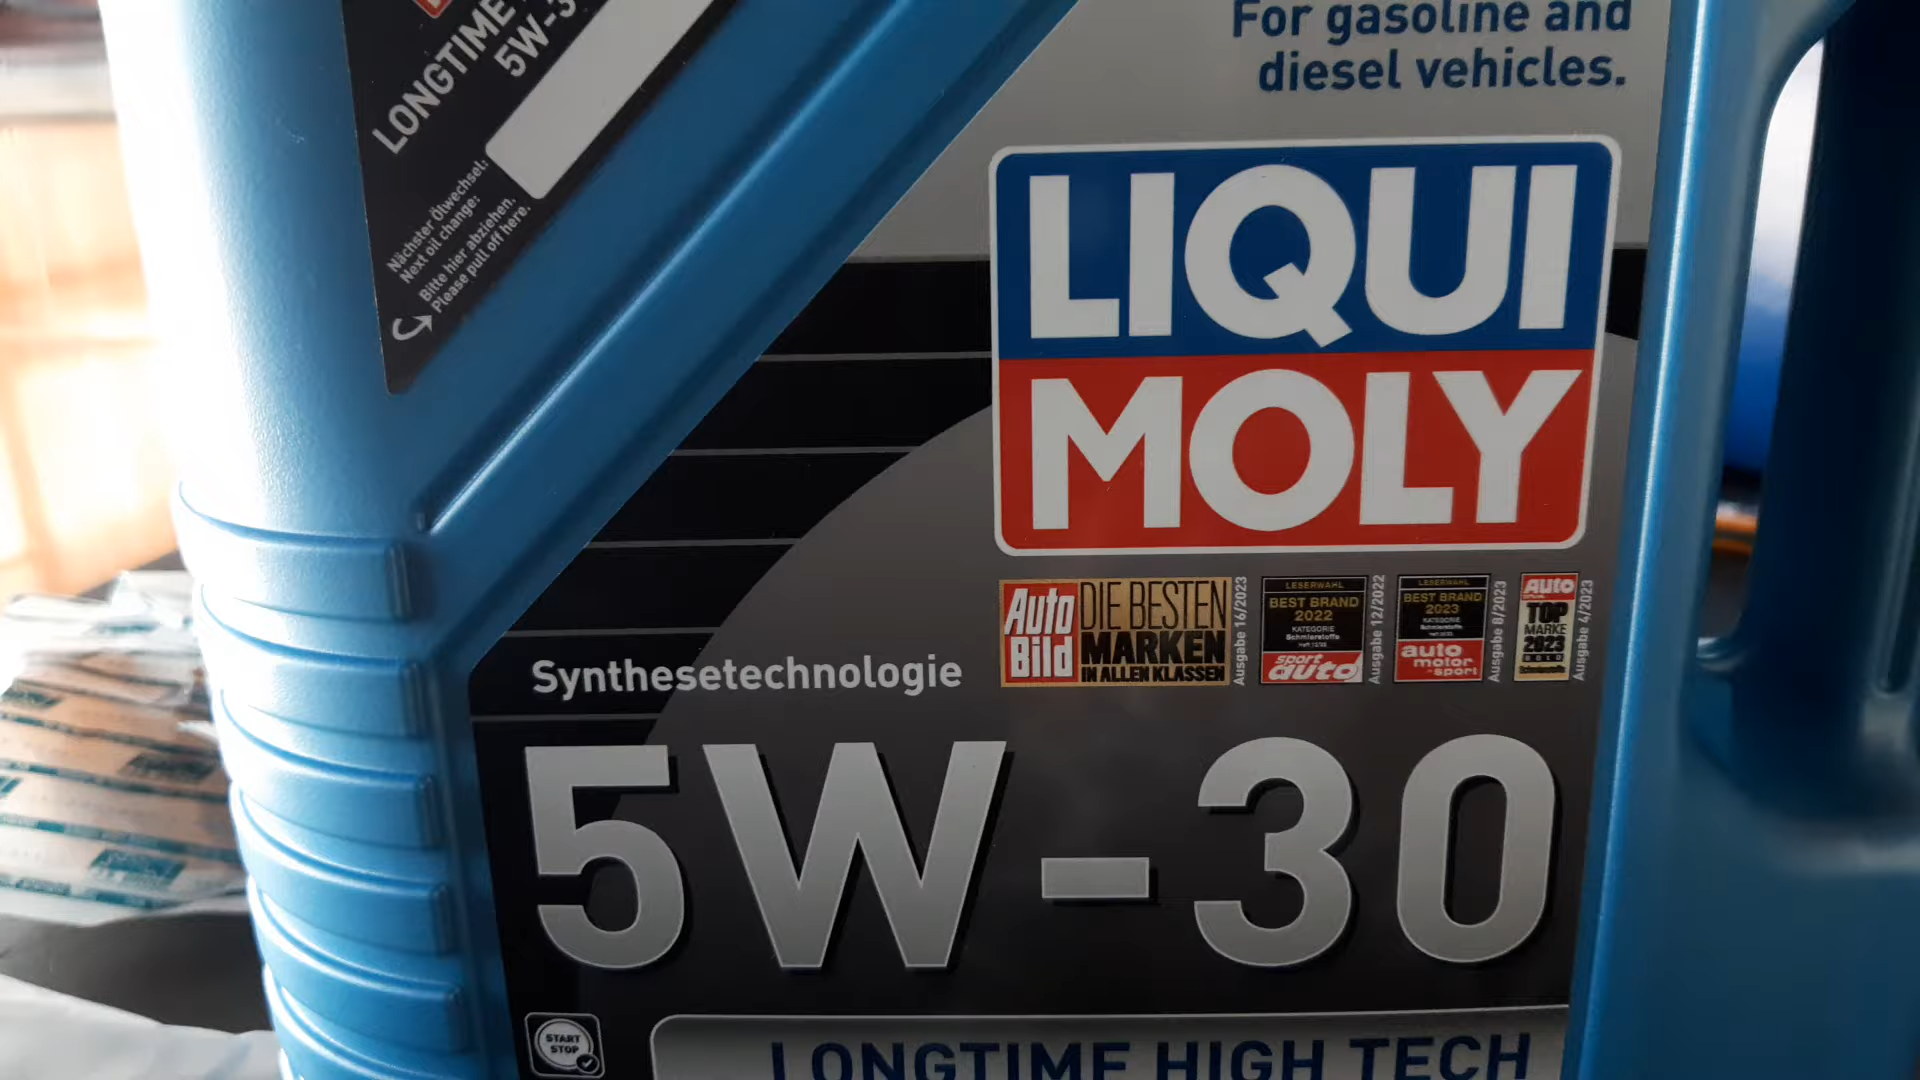 LONGTIME
5W-3
Nächster Ölwechsel:
Next oil change:
Bitte hier abziehen.
Please pull off here.
For gasoline and
diesel vehicles.
LIQUI
MOLY
Auto
Bild
DIE BESTEN
MARKEN
IN ALLEN KLASSEN
Ausgabe 16/2023
LESERWAHL
BEST BRAND
2022
KATEGORIE
Schmierstoffe
sport
auto
Ausgabe 12/2022
LESERWAHL
BEST BRAND
2023
KATEGORIE
Schmierstoffe
auto
motor
sport
Ausgabe 8/2023
Auto
TOP
MARKE
2023
GOLD
Ausgabe 4/2023
Synthesetechnologie
5W-30
START
STOP
LONGTIME HIGH TECH